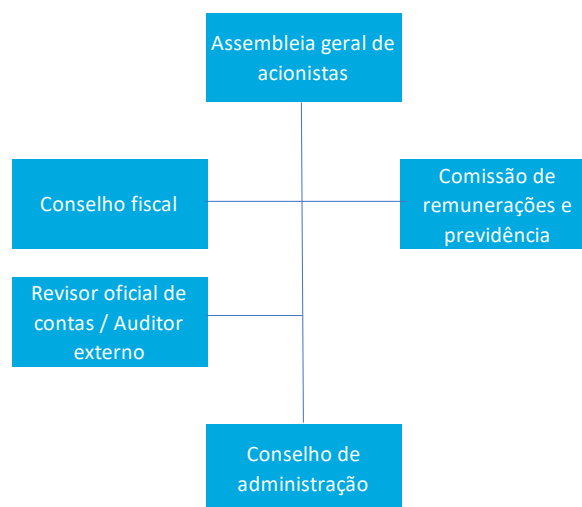 Assembleia geral de
acionistas
Conselho fiscal
Comissão de
remunerações e
previdência
Revisor oficial de
contas / Auditor
externo
Conselho de
administração